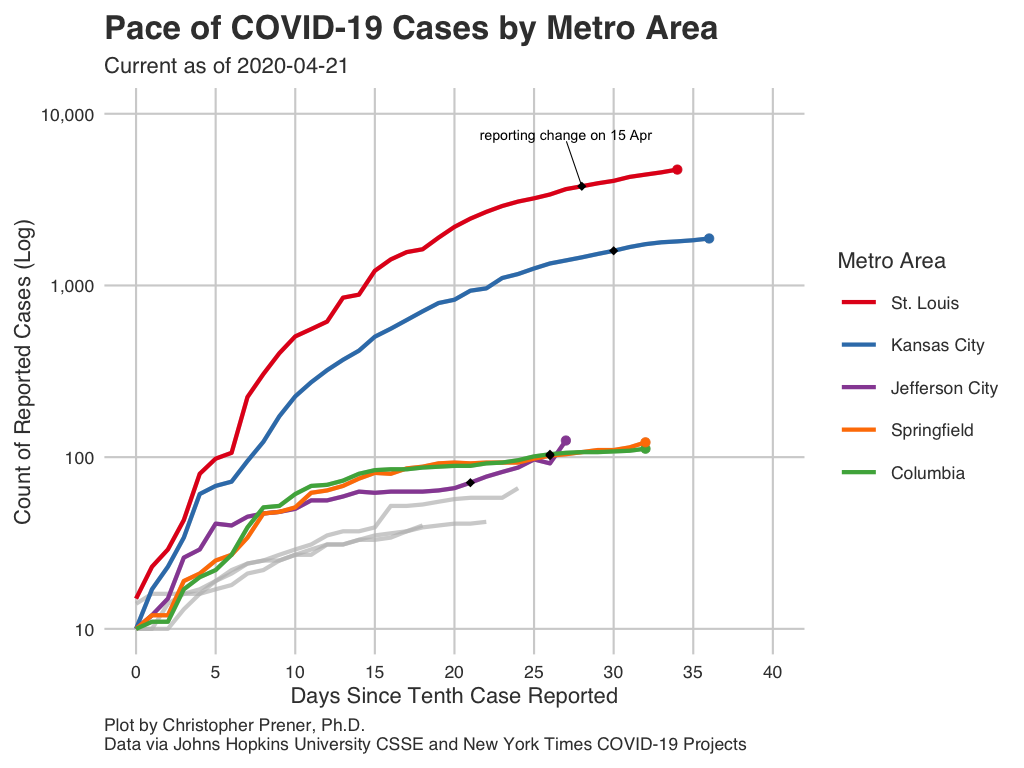 Pace of COVID-19 Cases by Metro Area
Current as of 2020-04-21
10,000
1,000
100
10
Count of Reported Cases (Log)
reporting change on 15 Apr
0 5 10 15 20 25 30 35 40
Days Since Tenth Case Reported
Metro Area
St. Louis
Kansas City
Jefferson City
Springfield
Columbia
Plot by Christopher Prener, Ph.D.
Data via Johns Hopkins University CSSE and New York Times COVID-19 Projects